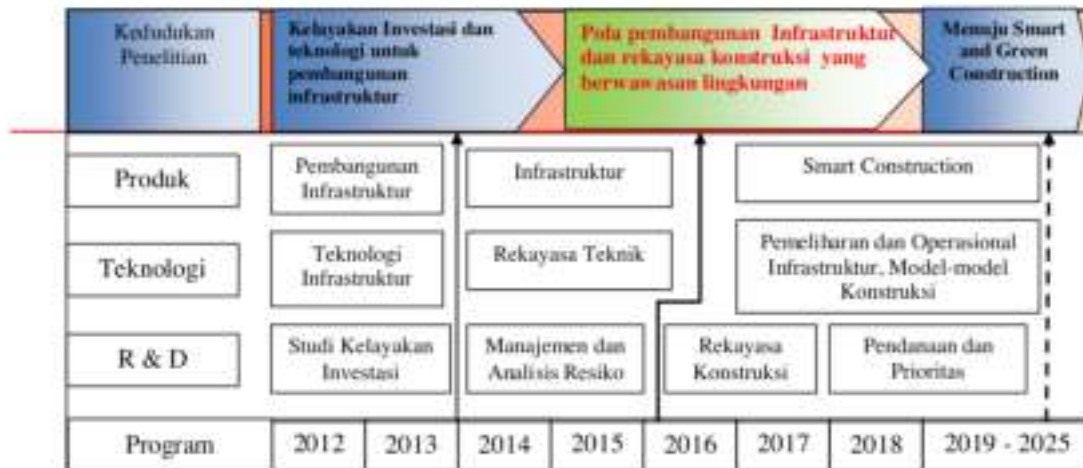 Kedudukan
Penelitian
Kelayakan Investasi dan
teknologi untuk
pembangunan
infrastruktur
Pola pembangunan Infrastruktur
dan rekayasa konstruksi yang
berwawasan lingkungan
Menuju Smart
and Green
Construction
Produk
Pembangunan
Infrastruktur
Infrastruktur
Smart Construction
Teknologi
Teknologi
Infrastruktur
Rekayasa Teknik
Pemeliharan dan Operasional
Infrastruktur, Model-model
Konstruksi
R & D
Studi Kelayakan
Investasi
Manajemen dan
Analisis Resiko
Rekayasa
Konstruksi
Pendanaan dan
Prioritas
Program
2012
2013
2014
2015
2016
2017
2018
2019 - 2025